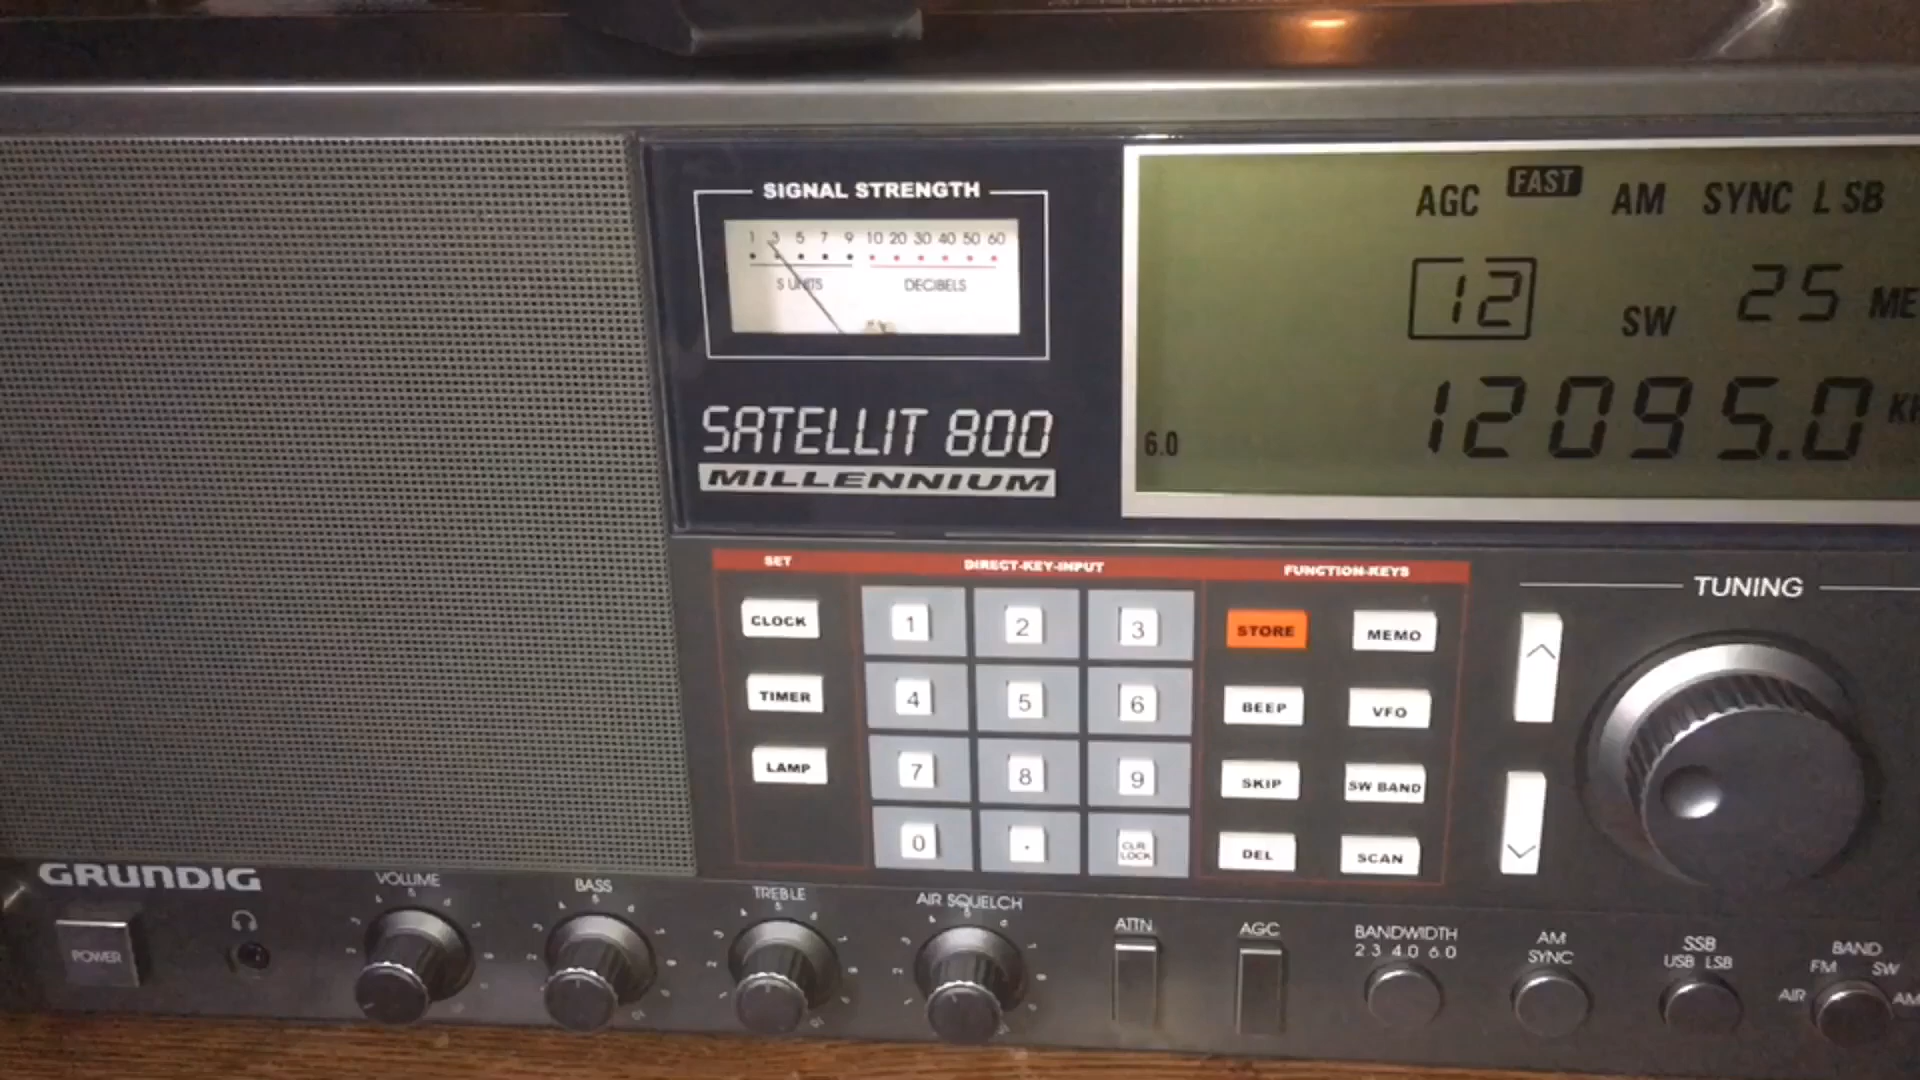 SIGNAL STRENGTH
1 3 5 7 9 10 20 30 40 50 60
S UNITS DECIBELS
SATELLIT 800
MILLENNIUM
AGC FAST AM SYNC LSB
12 SW 25 ME
6.0 12095.0 KH
SET DIRECT-KEY-INPUT FUNCTION-KEYS
TUNING
CLOCK 1 2 3 STORE MEMO
TIMER 4 5 6 BEEP VFO
LAMP 7 8 9 SKIP SW BAND
0 . CLR LOCK DEL SCAN
GRUNDIG
POWER
VOLUME BASS TREBLE AIR SQUELCH ATTN AGC
BANDWIDTH
2.3 4.0 6.0
AM
SYNC
SSB
USB LSB
BAND
FM SW
AIR AM